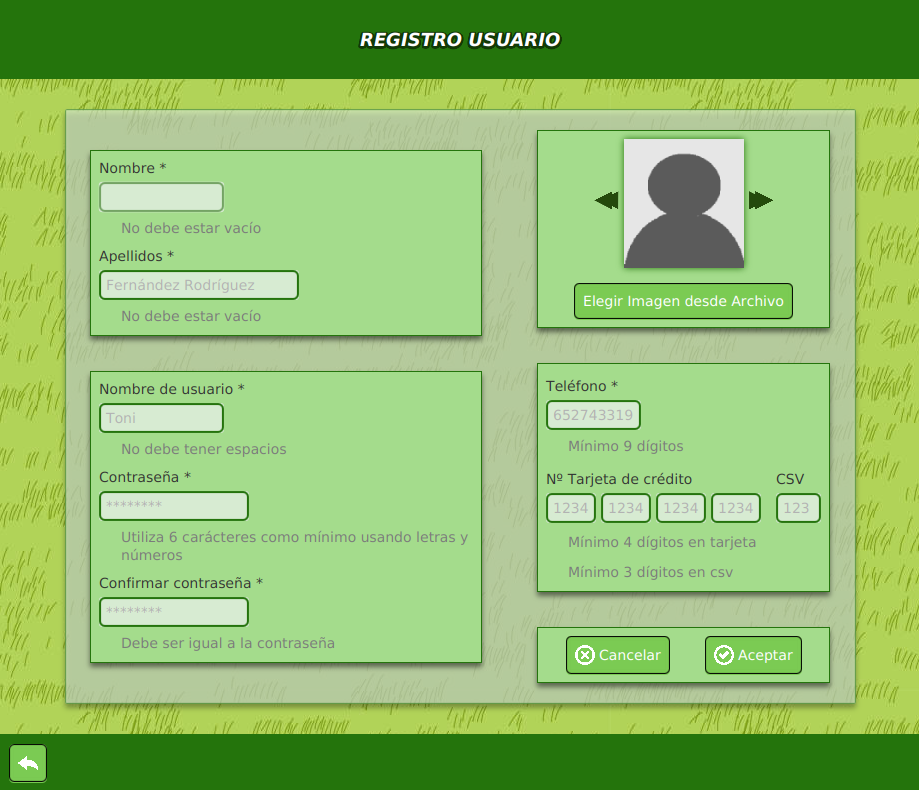 REGISTRO USUARIO
Nombre *
No debe estar vacío
Apellidos *
Fernández Rodríguez
No debe estar vacío
Nombre de usuario *
Toni
No debe tener espacios
Contraseña *
********
Utiliza 6 carácteres como mínimo usando letras y
números
Confirmar contraseña *
********
Debe ser igual a la contraseña
Elegir Imagen desde Archivo
Teléfono *
652743319
Mínimo 9 dígitos
Nº Tarjeta de crédito CSV
1234 1234 1234 1234 123
Mínimo 4 dígitos en tarjeta
Mínimo 3 dígitos en csv
Cancelar Aceptar